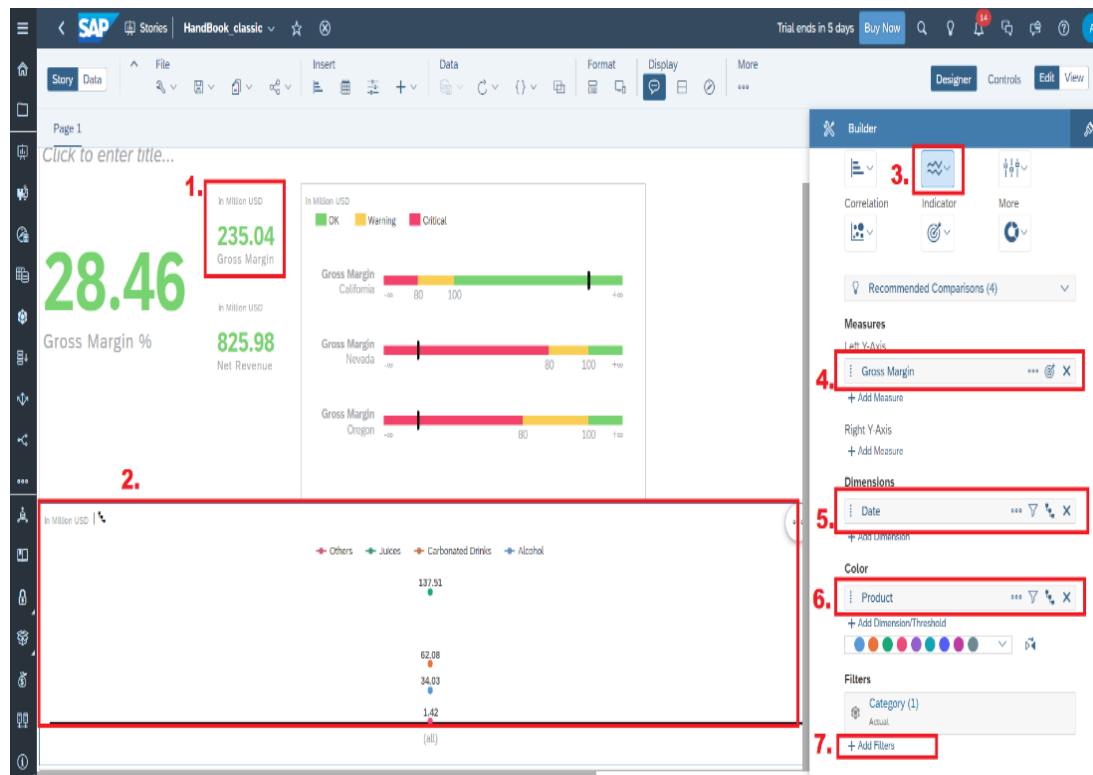 SAP Stories HandBook_classic Trial ends in 5 days Buy Now 14
Story Data File Insert Data Format Display More Designer Controls Edit View
Page 1
Click to enter title...
28.46
Gross Margin %
1.
in Million USD
235.04
Gross Margin
in Million USD
825.98
Net Revenue
in Million USD
OK Warning Critical
Gross Margin
California
-∞ 80 100 +∞
Gross Margin
Nevada
-∞ 80 100 +∞
Gross Margin
Oregon
-∞ 80 100 +∞
2.
in Million USD
Others Juices Carbonated Drinks Alcohol
137.51
62.08
34.03
1.42
(all)
Builder
3.
Correlation Indicator More
Recommended Comparisons (4)
Measures
Left Y-Axis
4.
Gross Margin
+ Add Measure
Right Y-Axis
+ Add Measure
Dimensions
5.
Date
+ Add Dimension
Color
6.
Product
+ Add Dimension/Threshold
Filters
Category (1)
Actual
7.
+ Add Filters